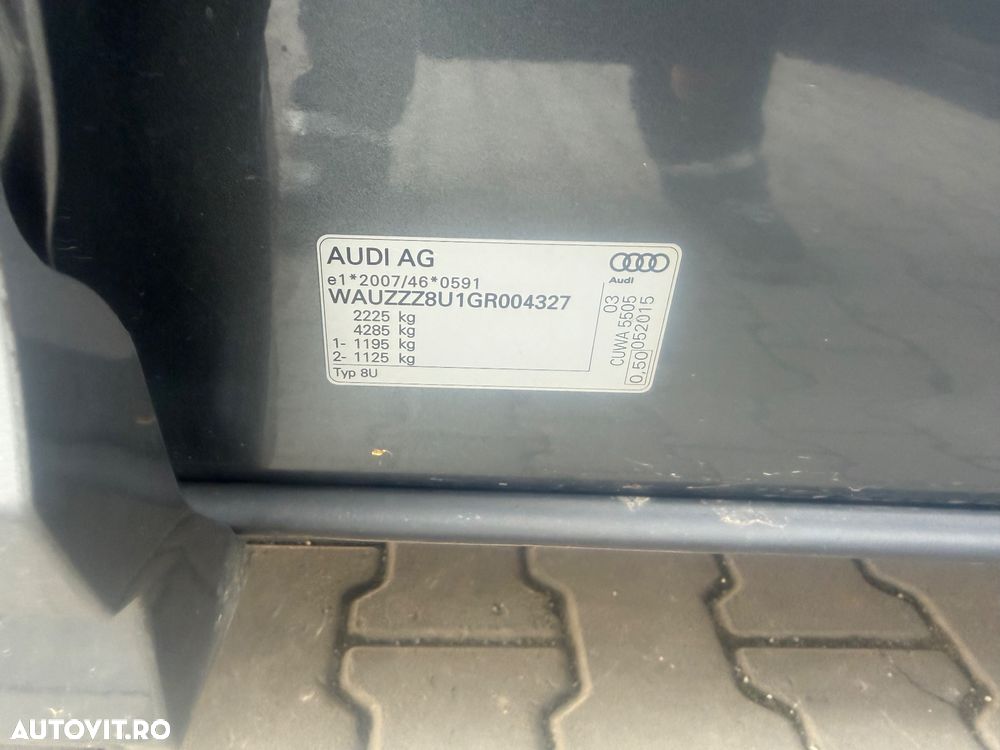 AUDI AG
Audi
e1*2007/46*0591
WAUZZZ8U1GR004327
2225 kg
4285 kg
1- 1195 kg
2- 1125 kg
Typ 8U
03
CUWA 5505
0,50 052015
AUTOVIT.RO